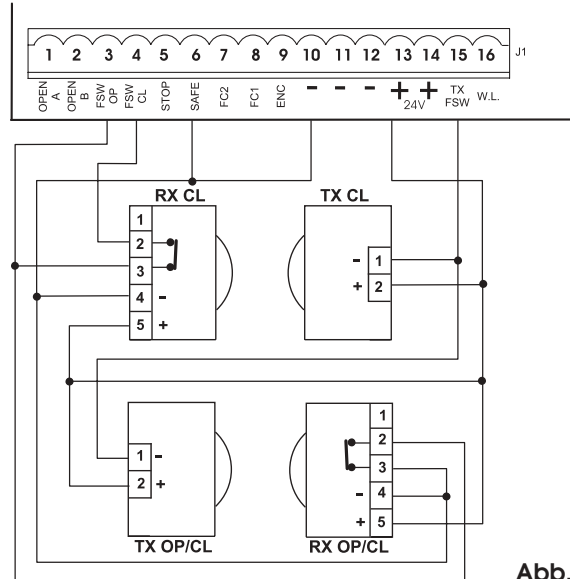 1 2 3 4 5 6 7 8 9 10 11 12 13 14 15 16 J1
OPEN A
OPEN B
FSW OP
FSW CL
STOP
SAFE
FC2
FC1
ENC
-
-
-
+ +
24V
TX FSW
W.L.
RX CL
1
2
3
4 -
5 +
TX CL
- 1
+ 2
1 -
2 +
TX OP/CL
1
2
3
- 4
+ 5
RX OP/CL
Abb.